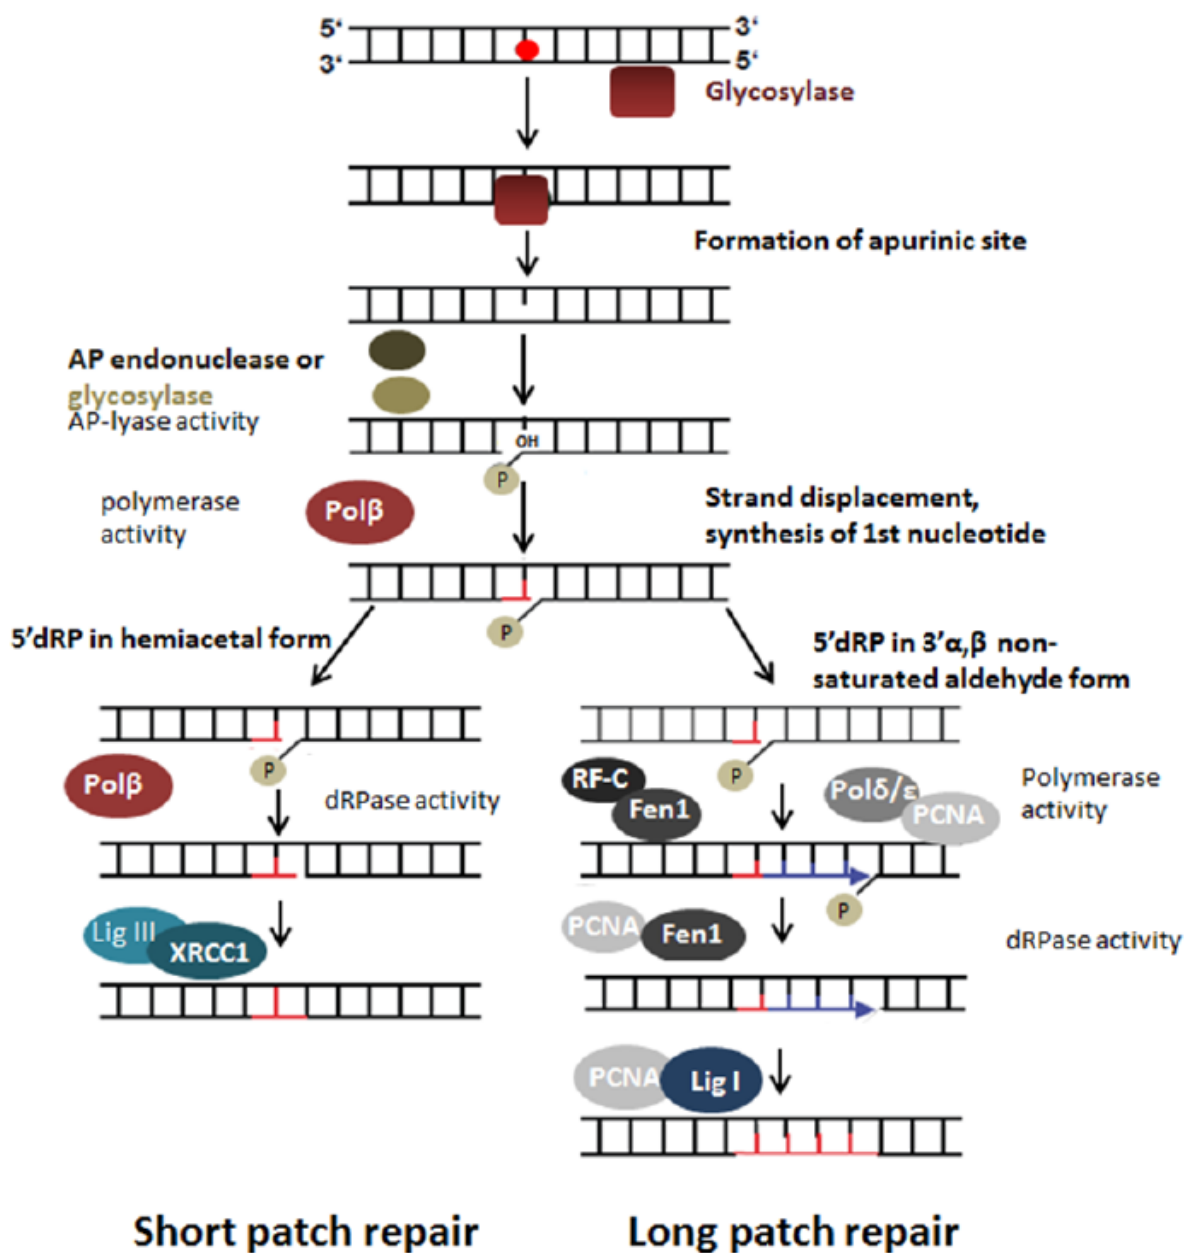 5‘
3‘
3‘
5‘
Glycosylase
Formation of apurinic site
AP endonuclease or
glycosylase
AP-lyase activity
OH
P
polymerase
activity
Polβ
Strand displacement,
synthesis of 1st nucleotide
P
5’dRP in hemiacetal form
5’dRP in 3’α,β non-
saturated aldehyde form
P
Polβ
dRPase activity
Lig III
XRCC1
P
RF-C
Fen1
Polδ/ε
PCNA
Polymerase
activity
P
PCNA
Fen1
dRPase activity
PCNA
Lig I
Short patch repair
Long patch repair